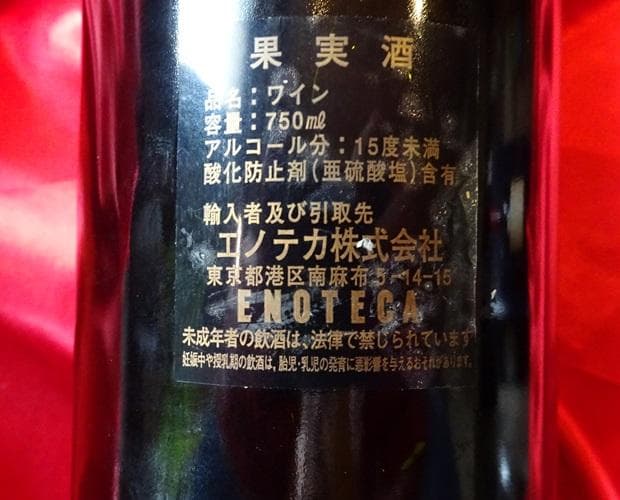 果実酒
品名：ワイン
容量：750㎖
アルコール分：15度未満
酸化防止剤(亜硫酸塩)含有
輸入者及び引取先
エノテカ株式会社
東京都港区南麻布5-14-15
ENOTECA
未成年者の飲酒は、法律で禁じられています
妊娠中や授乳期の飲酒は、胎児・乳児の発育に悪影響を与えるおそれがあります。